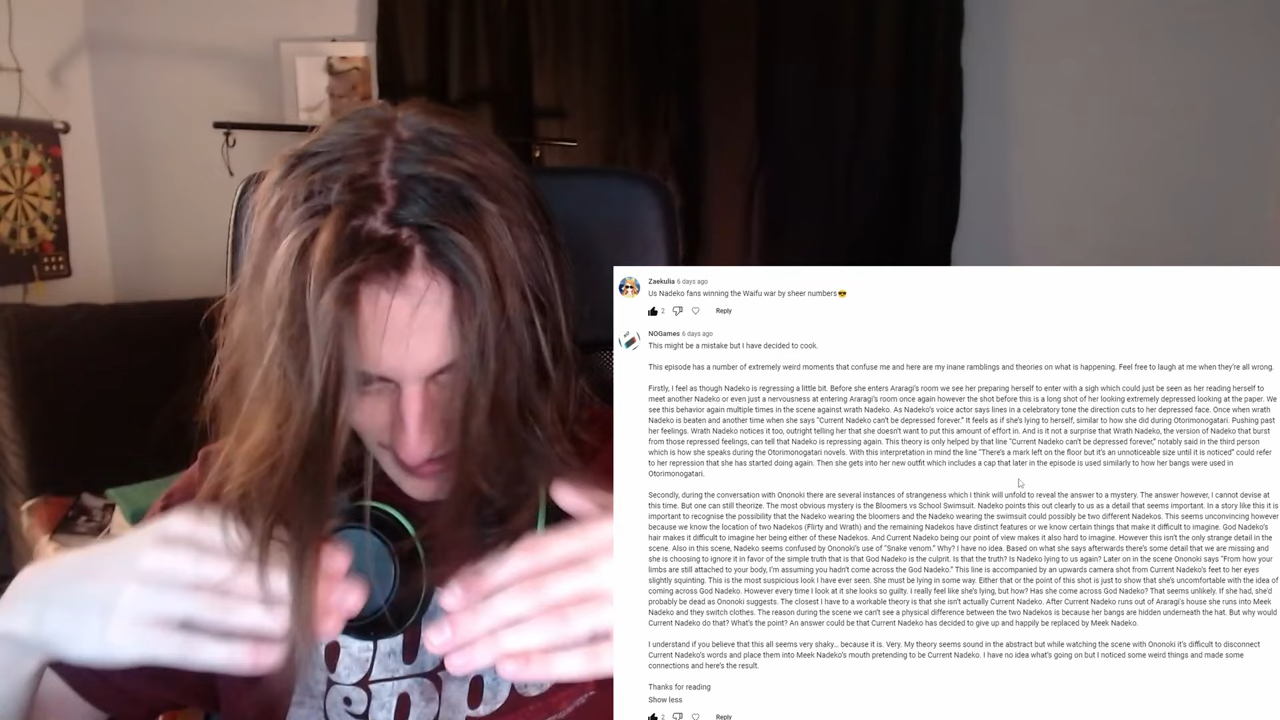 Zaekulia 6 days ago
Us Nadeko fans winning the Waifu war by sheer numbers😎
2 Reply
NOGames 6 days ago
This might be a mistake but I have decided to cook.
This episode has a number of extremely weird moments that confuse me and here are my inane ramblings and theories on what is happening. Feel free to laugh at me when they're all wrong.
Firstly, I feel as though Nadeko is regressing a little bit. Before she enters Araragi's room we see her preparing herself to enter with a sigh which could just be seen as her reading herself to
meet another Nadeko or even just a nervousness at entering Araragi's room once again however the shot before this is a long shot of her looking extremely depressed looking at the paper. We
see this behavior again multiple times in the scene against wrath Nadeko. As Nadeko's voice actor says lines in a celebratory tone the direction cuts to her depressed face. Once when wrath
Nadeko is beaten and another time when she says "Current Nadeko can't be depressed forever." It feels as if she's lying to herself, similar to how she did during Otorimonogatari. Pushing past
her feelings. Wrath Nadeko notices it too, outright telling her that she doesn't want to put this amount of effort in. And is it not a surprise that Wrath Nadeko, the version of Nadeko that burst
from those repressed feelings, can tell that Nadeko is repressing again. This theory is only helped by that line "Current Nadeko can't be depressed forever," notably said in the third person
which is how she speaks during the Otorimonogatari novels. With this interpretation in mind the line "There's a mark left on the floor but it's an unnoticeable size until it is noticed" could refer
to her repression that she has started doing again. Then she gets into her new outfit which includes a cap that later in the episode is used similarly to how her bangs were used in
Otorimonogatari.
Secondly, during the conversation with Ononoki there are several instances of strangeness which I think will unfold to reveal the answer to a mystery. The answer however, I cannot devise at
this time. But one can still theorize. The most obvious mystery is the Bloomers vs School Swimsuit. Nadeko points this out clearly to us as a detail that seems important. In a story like this it is
important to recognise the possibility that the Nadeko wearing the bloomers and the Nadeko wearing the swimsuit could possibly be two different Nadekos. This seems unconvincing however
because we know the location of two Nadekos (Flirty and Wrath) and the remaining Nadekos have distinct features or we know certain things that make it difficult to imagine. God Nadeko's
hair makes it difficult to imagine her being either of these Nadekos. And Current Nadeko being our point of view makes it also hard to imagine. However this isn't the only strange detail in the
scene. Also in this scene, Nadeko seems confused by Ononoki's use of "Snake venom." Why? I have no idea. Based on what she says afterwards there's some detail that we are missing and
she is choosing to ignore it in favor of the simple truth that is that God Nadeko is the culprit. Is that the truth? Is Nadeko lying to us again? Later on in the scene Ononoki says "From how your
limbs are still attached to your body, I'm assuming you hadn't come across the God Nadeko." This line is accompanied by an upwards camera shot from Current Nadeko's feet to her eyes
slightly squinting. This is the most suspicious look I have ever seen. She must be lying in some way. Either that or the point of this shot is just to show that she's uncomfortable with the idea of
coming across God Nadeko. However every time I look at it she looks so guilty. I really feel like she's lying, but how? Has she come across God Nadeko? That seems unlikely. If she had, she'd
probably be dead as Ononoki suggests. The closest I have to a workable theory is that she isn't actually Current Nadeko. After Current Nadeko runs out of Araragi's house she runs into Meek
Nadeko and they switch clothes. The reason during the scene we can't see a physical difference between the two Nadekos is because her bangs are hidden underneath the hat. But why would
Current Nadeko do that? What's the point? An answer could be that Current Nadeko has decided to give up and happily be replaced by Meek Nadeko.
I understand if you believe that this all seems very shaky... because it is. Very. My theory seems sound in the abstract but while watching the scene with Ononoki it's difficult to disconnect
Current Nadeko's words and place them into Meek Nadeko's mouth pretending to be Current Nadeko. I have no idea what's going on but I noticed some weird things and made some
connections and here's the result.
Thanks for reading
Show less
2 Reply